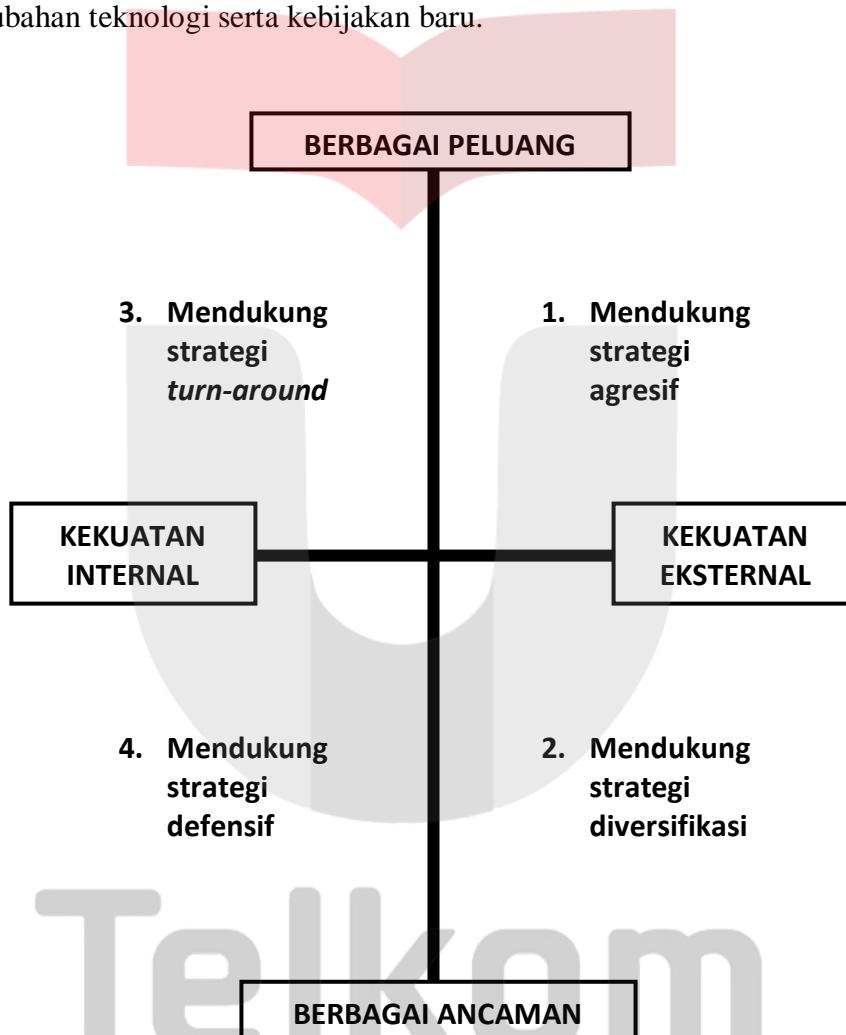 ubahan teknologi serta kebijakan baru.
BERBAGAI PELUANG
3. Mendukung
strategi
turn-around
1. Mendukung
strategi
agresif
KEKUATAN
INTERNAL
KEKUATAN
EKSTERNAL
4. Mendukung
strategi
defensif
2. Mendukung
strategi
diversifikasi
Telkom
BERBAGAI ANCAMAN